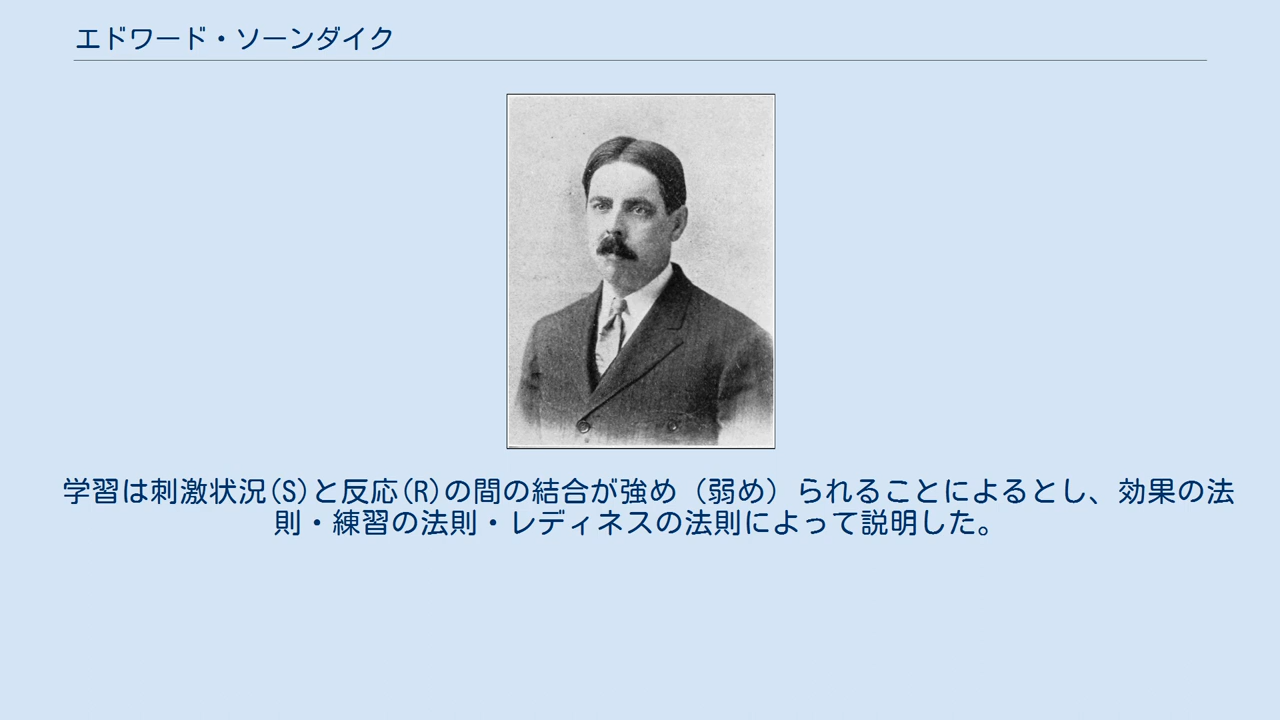 エドワード・ソーンダイク
学習は刺激状況(S)と反応(R)の間の結合が強め（弱め）られることによるとし、効果の法
則・練習の法則・レディネスの法則によって説明した。